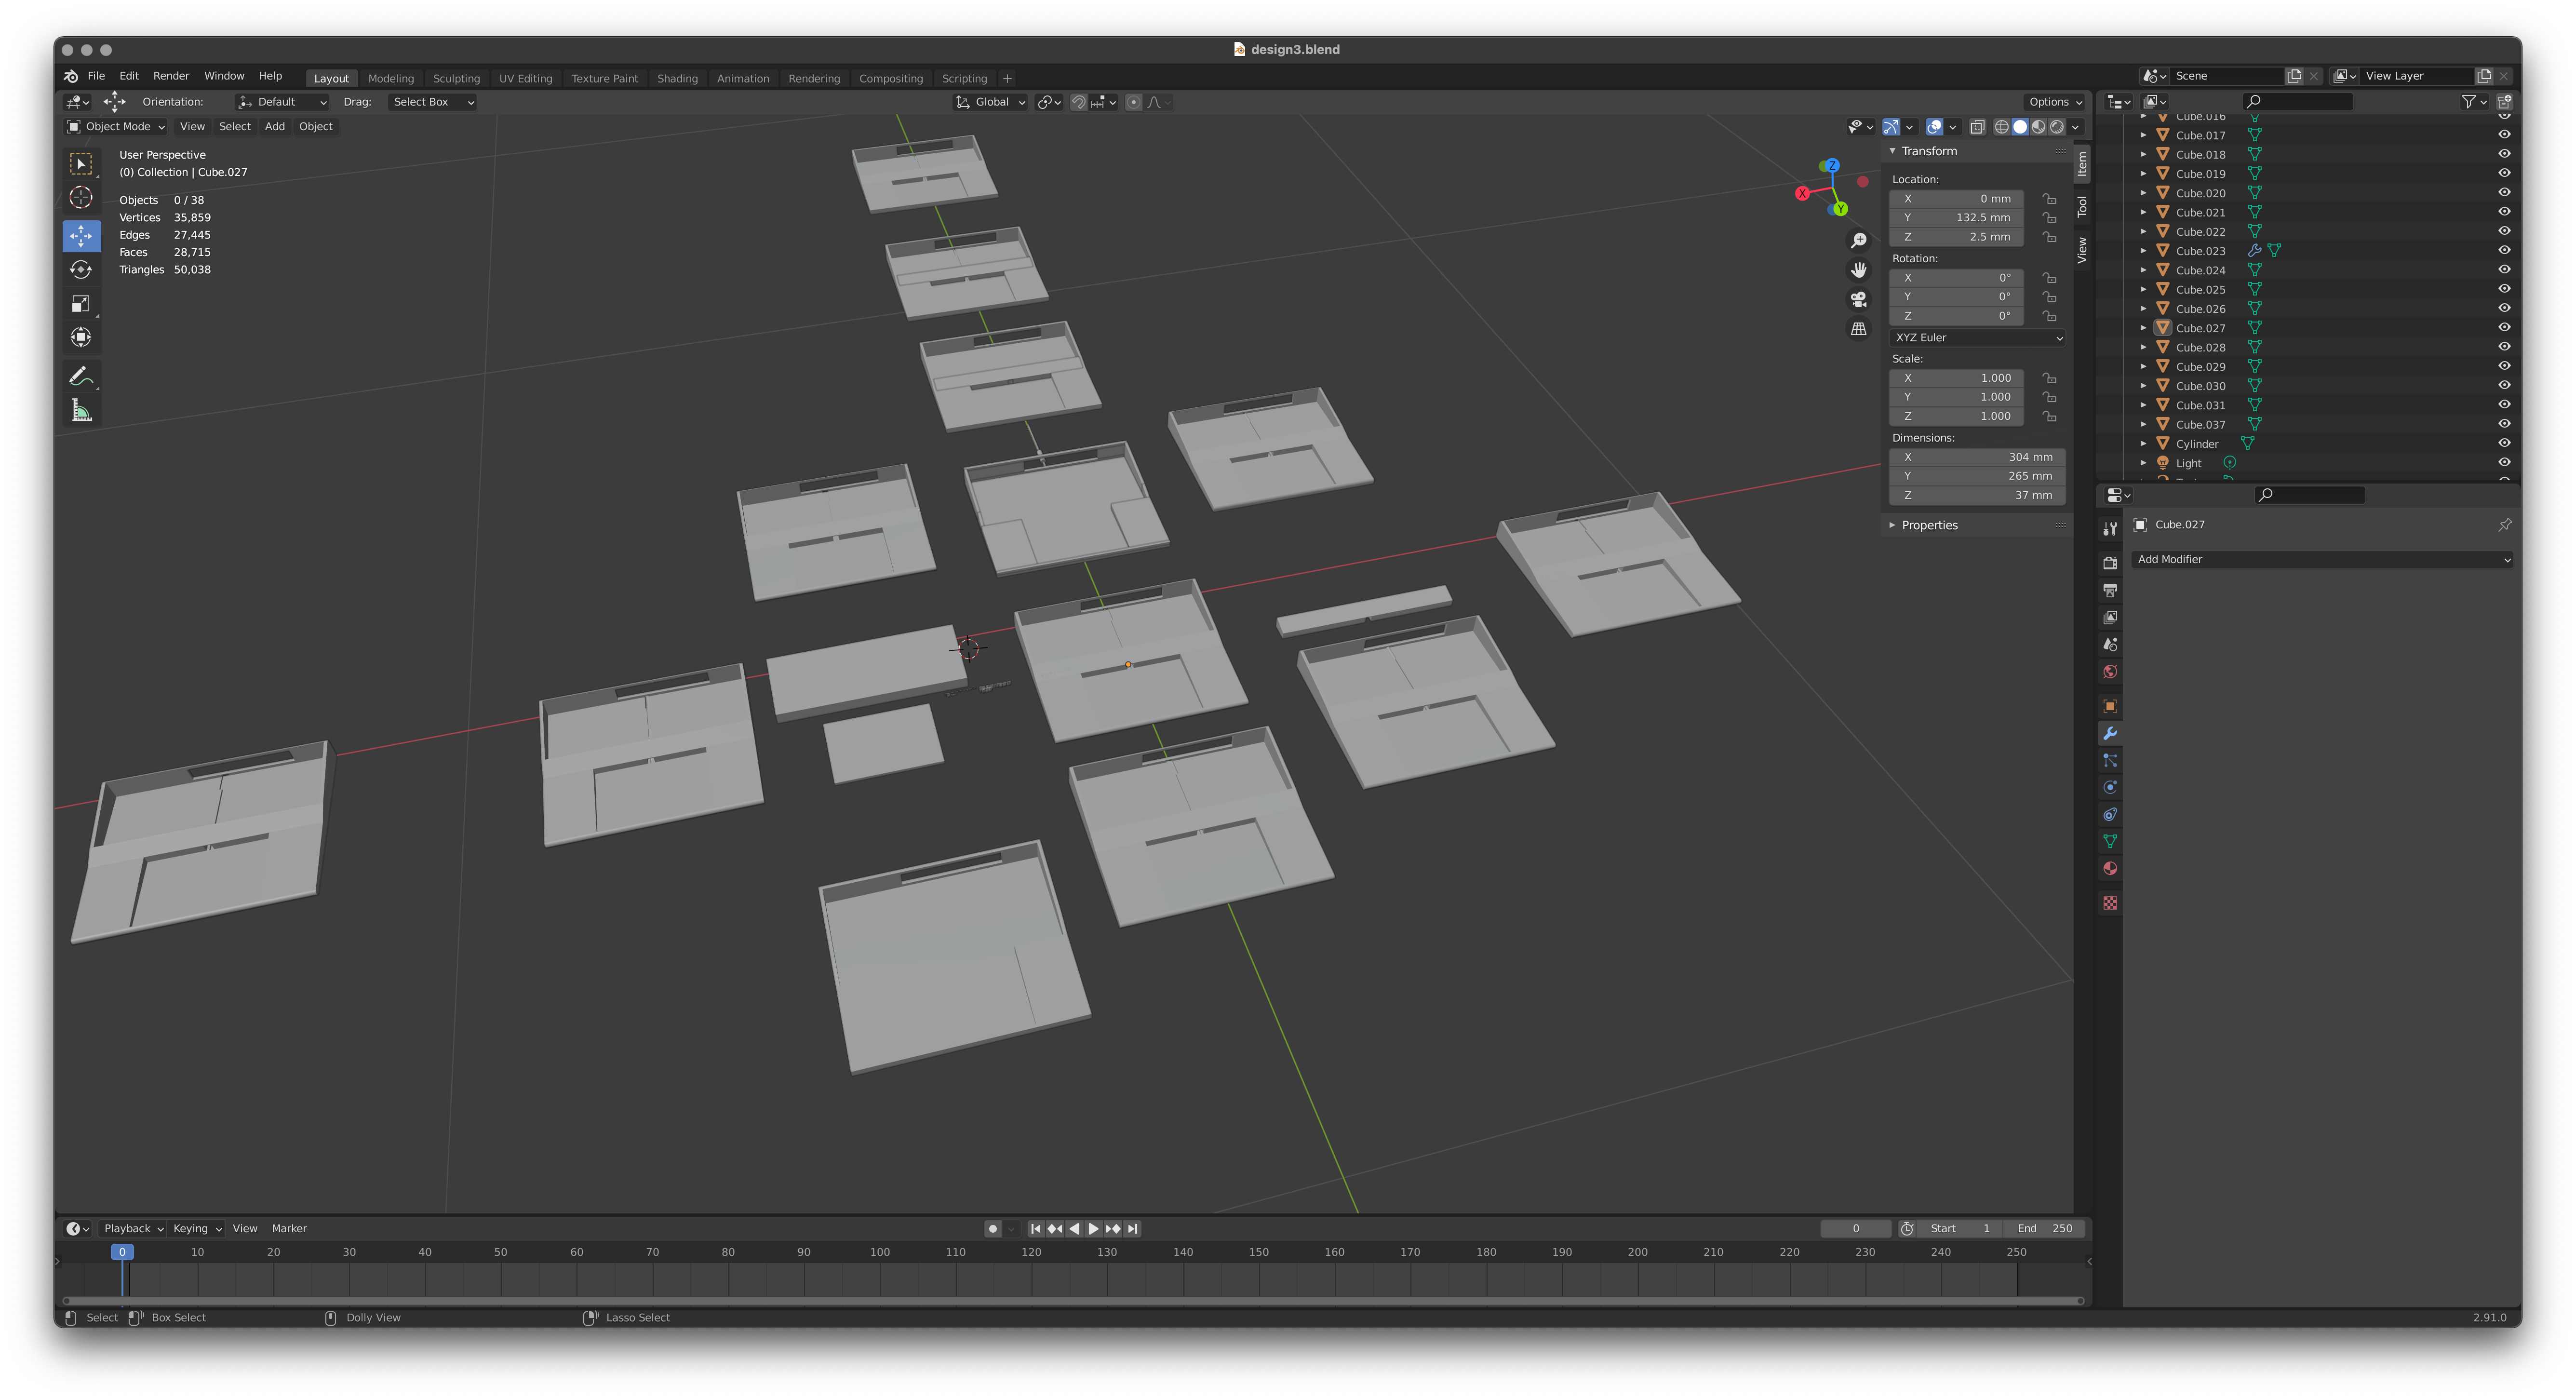 design3.blend
File Edit Render Window Help Layout Modeling Sculpting UV Editing Texture Paint Shading Animation Rendering Compositing Scripting + Scene View Layer
Orientation: Default Drag: Select Box Global Options
Object Mode View Select Add Object
User Perspective
(0) Collection | Cube.027
Objects 0 / 38
Vertices 35,859
Edges 27,445
Faces 28,715
Triangles 50,038
X
Y
Z
Transform
Location:
X 0 mm
Y 132.5 mm
Z 2.5 mm
Rotation:
X 0°
Y 0°
Z 0°
XYZ Euler
Scale:
X 1.000
Y 1.000
Z 1.000
Dimensions:
X 304 mm
Y 265 mm
Z 37 mm
Properties
Item
Tool
View
Cube.016
Cube.017
Cube.018
Cube.019
Cube.020
Cube.021
Cube.022
Cube.023
Cube.024
Cube.025
Cube.026
Cube.027
Cube.028
Cube.029
Cube.030
Cube.031
Cube.037
Cylinder
Light
Cube.027
Add Modifier
Playback Keying View Marker 0 Start 1 End 250
0 10 20 30 40 50 60 70 80 90 100 110 120 130 140 150 160 170 180 190 200 210 220 230 240 250
Select Box Select Dolly View Lasso Select 2.91.0